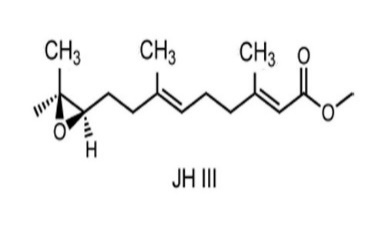 CH₃ CH₃ CH₃ O
O O
H
JH III